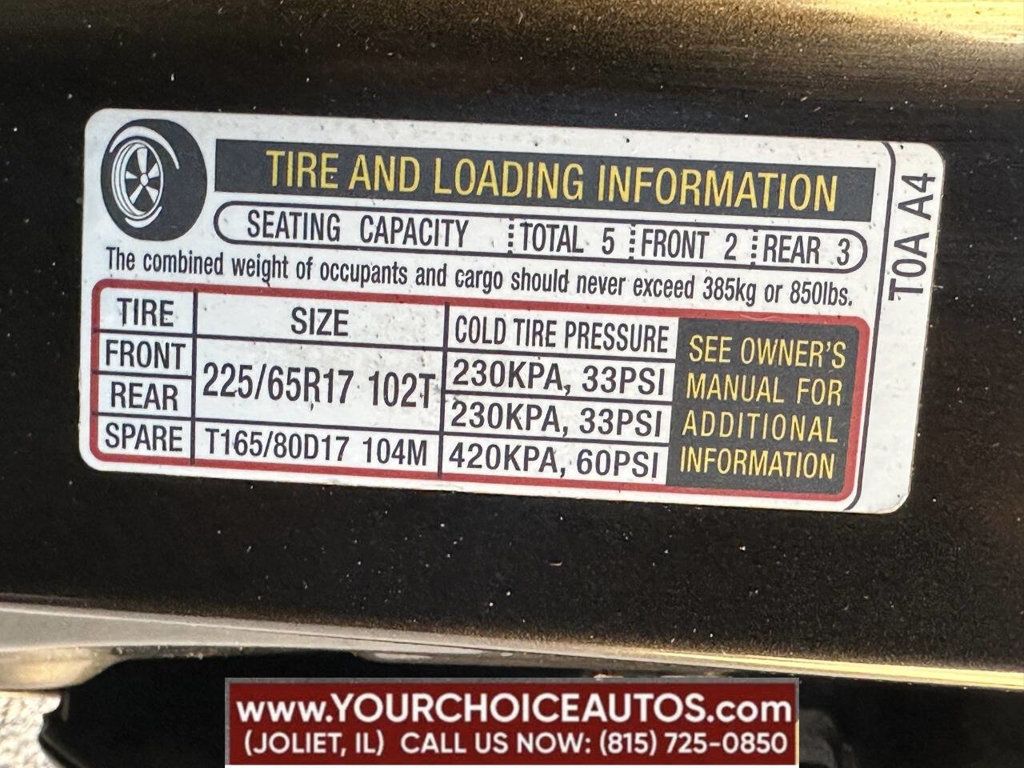 TIRE AND LOADING INFORMATION
SEATING CAPACITY TOTAL 5 FRONT 2 REAR 3
The combined weight of occupants and cargo should never exceed 385kg or 850lbs.
TIRE SIZE COLD TIRE PRESSURE
FRONT 225/65R17 102T 230KPA, 33PSI
REAR 230KPA, 33PSI
SPARE T165/80D17 104M 420KPA, 60PSI
SEE OWNER'S
MANUAL FOR
ADDITIONAL
INFORMATION
T0A A4
www.YOURCHOICEAUTOS.com
(JOLIET, IL) CALL US NOW: (815) 725-0850